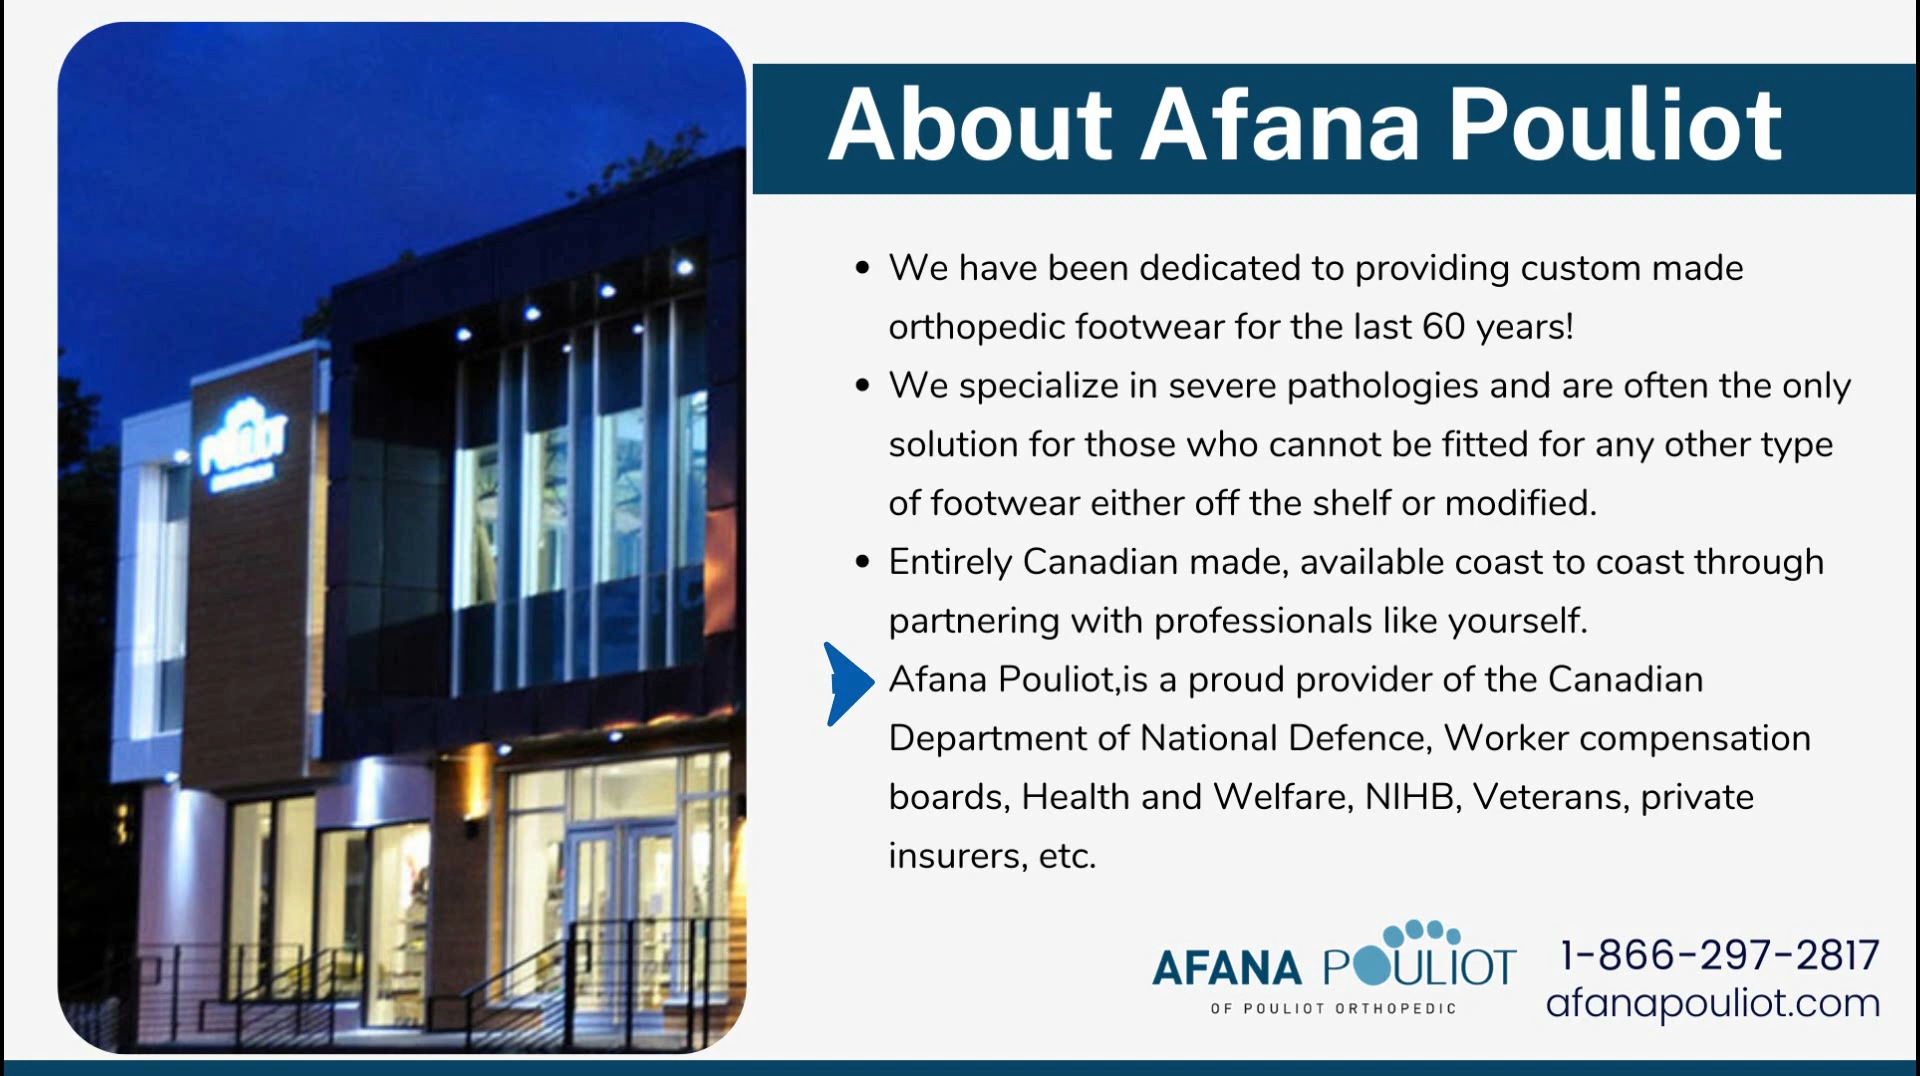 About Afana Pouliot
• We have been dedicated to providing custom made
orthopedic footwear for the last 60 years!
• We specialize in severe pathologies and are often the only
solution for those who cannot be fitted for any other type
of footwear either off the shelf or modified.
• Entirely Canadian made, available coast to coast through
partnering with professionals like yourself.
Afana Pouliot,is a proud provider of the Canadian
Department of National Defence, Worker compensation
boards, Health and Welfare, NIHB, Veterans, private
insurers, etc.
POULIOT
AFANA POULIOT
OF POULIOT ORTHOPEDIC
1-866-297-2817
afanapouliot.com